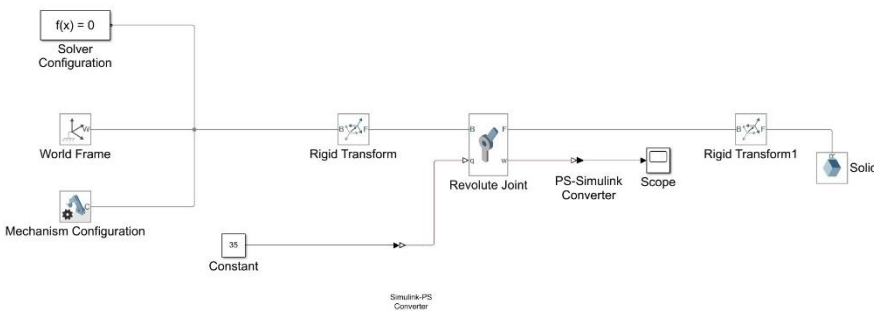 f(x) = 0
Solver
Configuration
W
World Frame
B
F
Rigid Transform
B
F
q
w
Revolute Joint
PS-Simulink
Converter
Scope
B
F
Rigid Transform1
R
Solid
C
Mechanism Configuration
35
Constant
Simulink-PS
Converter